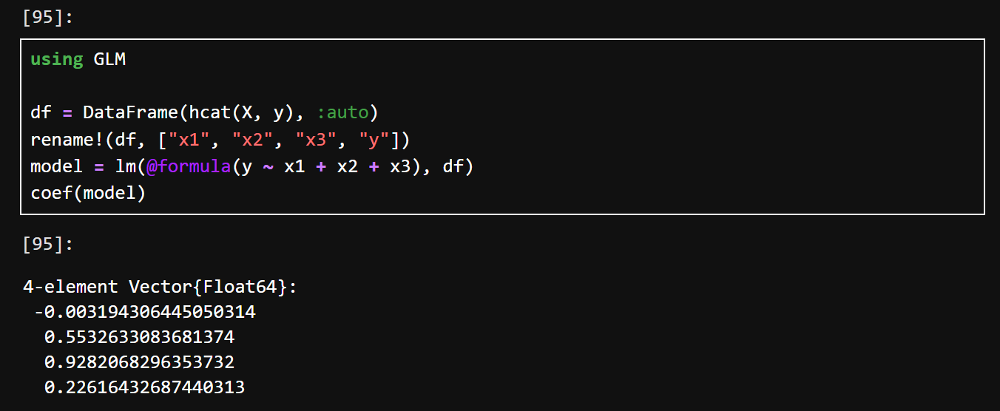 [95]:
using GLM
df = DataFrame(hcat(X, y), :auto)
rename!(df, ["x1", "x2", "x3", "y"])
model = lm(@formula(y ~ x1 + x2 + x3), df)
coef(model)
[95]:
4-element Vector{Float64}:
-0.003194306445050314
0.5532633083681374
0.9282068296353732
0.22616432687440313